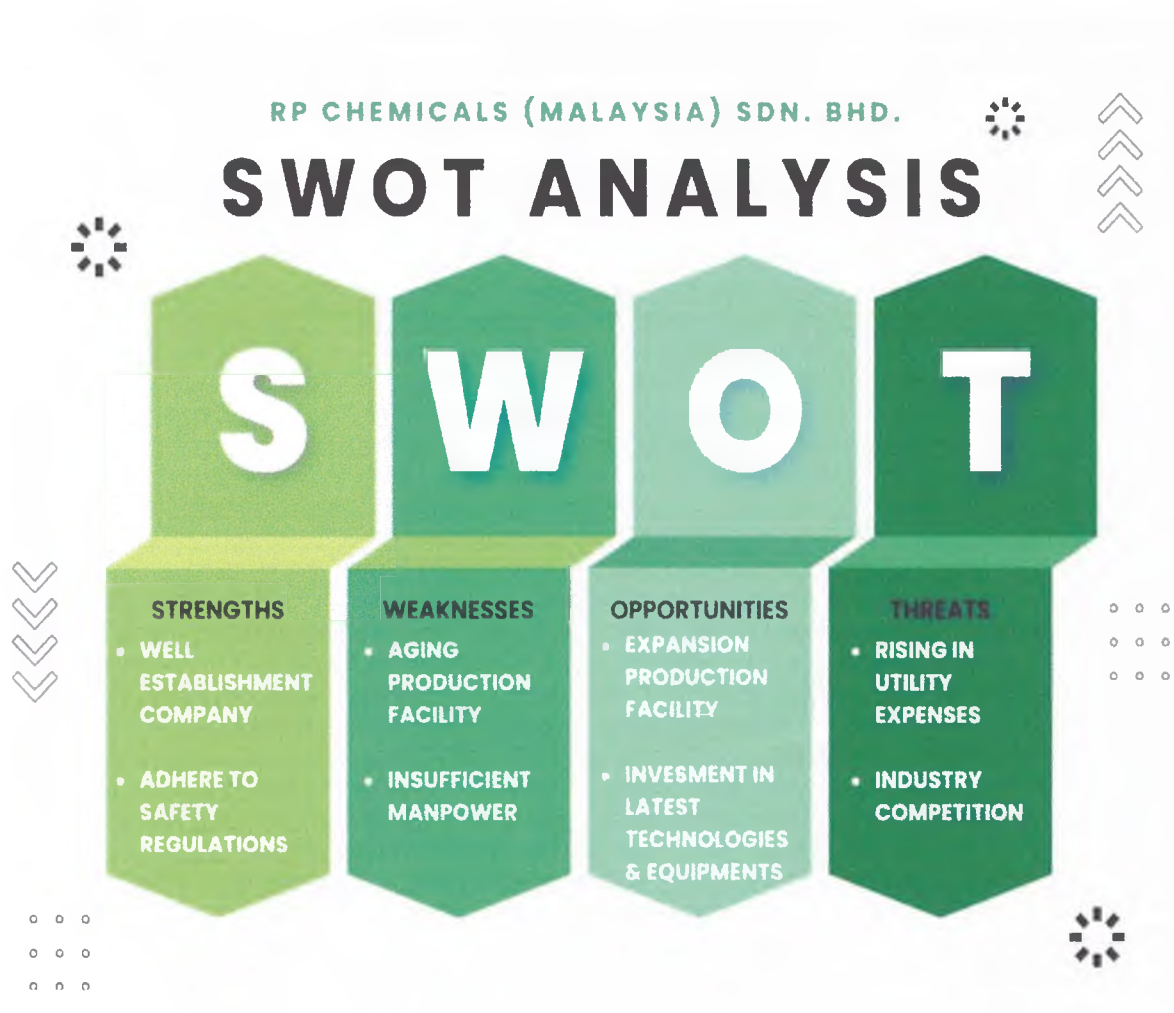 RP CHEMICALS (MALAYSIA) SDN. BHD.
SWOT ANALYSIS
S
W
O
T
STRENGTHS
• WELL
ESTABLISHMENT
COMPANY
• ADHERE TO
SAFETY
REGULATIONS
WEAKNESSES
• AGING
PRODUCTION
FACILITY
• INSUFFICIENT
MANPOWER
OPPORTUNITIES
• EXPANSION
PRODUCTION
FACILITY
• INVESMENT IN
LATEST
TECHNOLOGIES
& EQUIPMENTS
THREATS
• RISING IN
UTILITY
EXPENSES
• INDUSTRY
COMPETITION